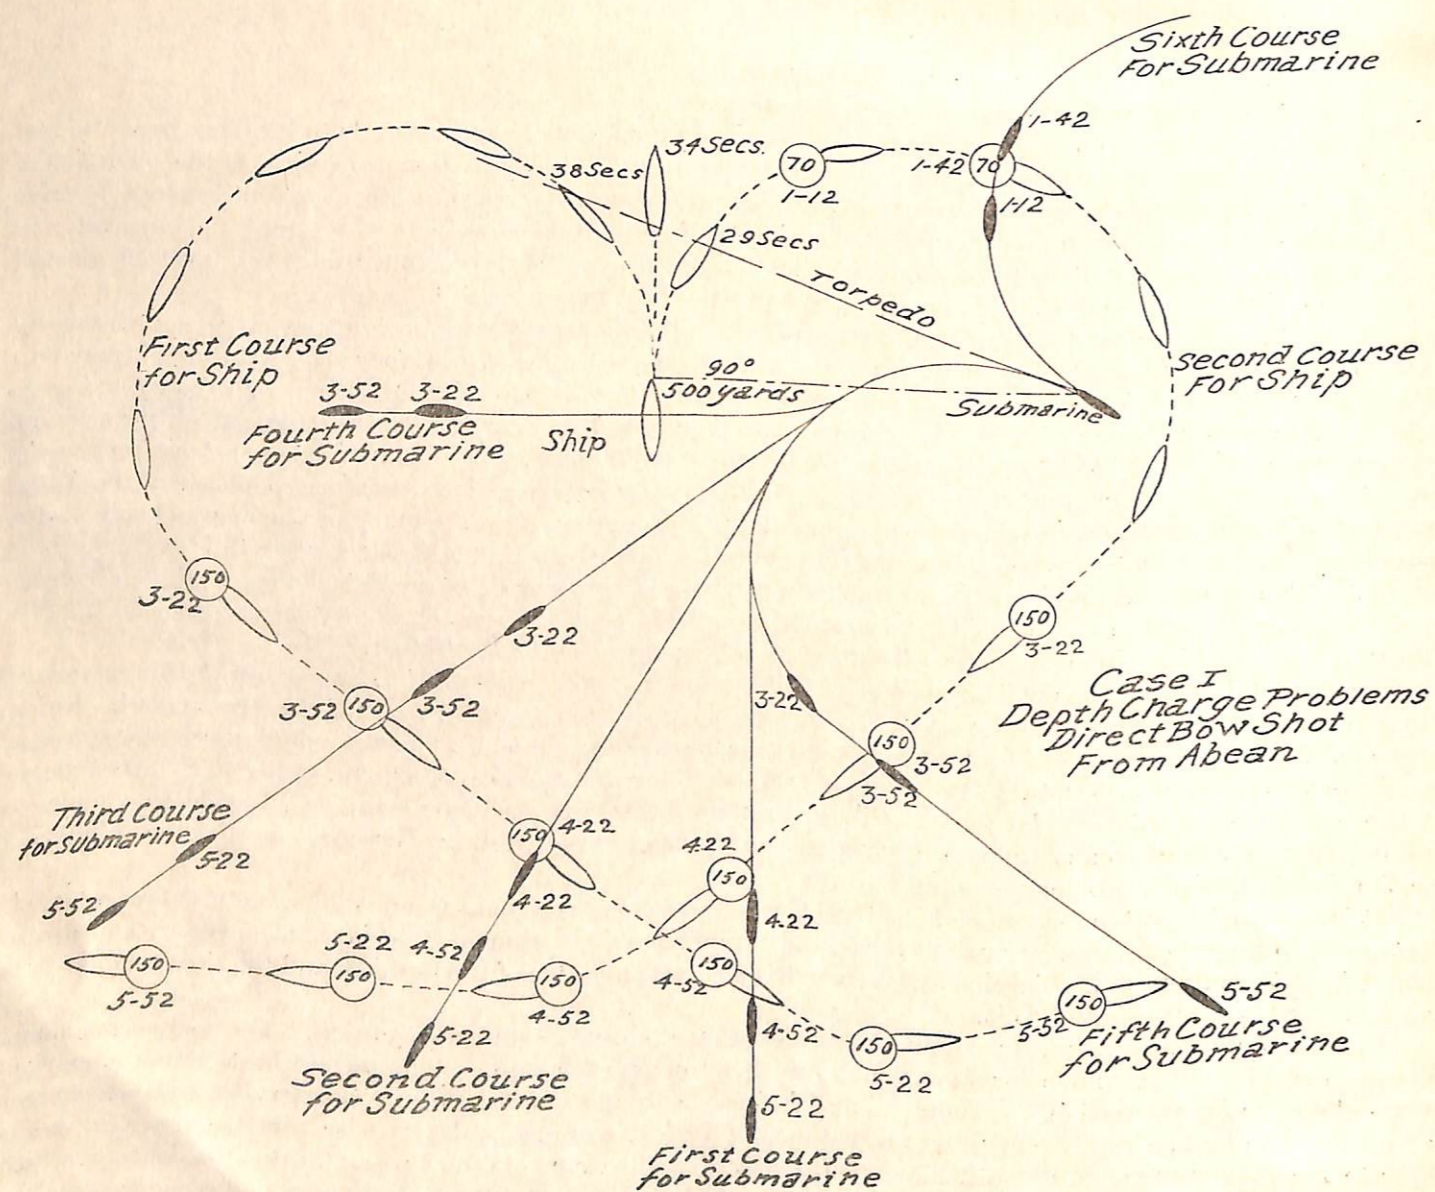 Sixth Course
For Submarine
1-42
34 Secs.
38 Secs
70
1-12
1-42
70
1-12
29 Secs
Torpedo
First Course
for Ship
90°
500 yards
Second Course
For Ship
3-52
3-22
Submarine
Fourth Course
for Submarine
Ship
150
3-22
3-22
150
3-22
3-52
150
3-52
3-22
150
3-52
3-52
Case I
Depth Charge Problems
Direct Bow Shot
From Abean
Third Course
for Submarine
5-22
5-52
150
4-22
4-22
4.22
150
4.22
150
5-52
5-22
150
4-52
150
4-52
150
4-52
4-52
5-22
150
5-22
150
5-52
5-52
Fifth Course
for Submarine
Second Course
for Submarine
5-22
First Course
for Submarine